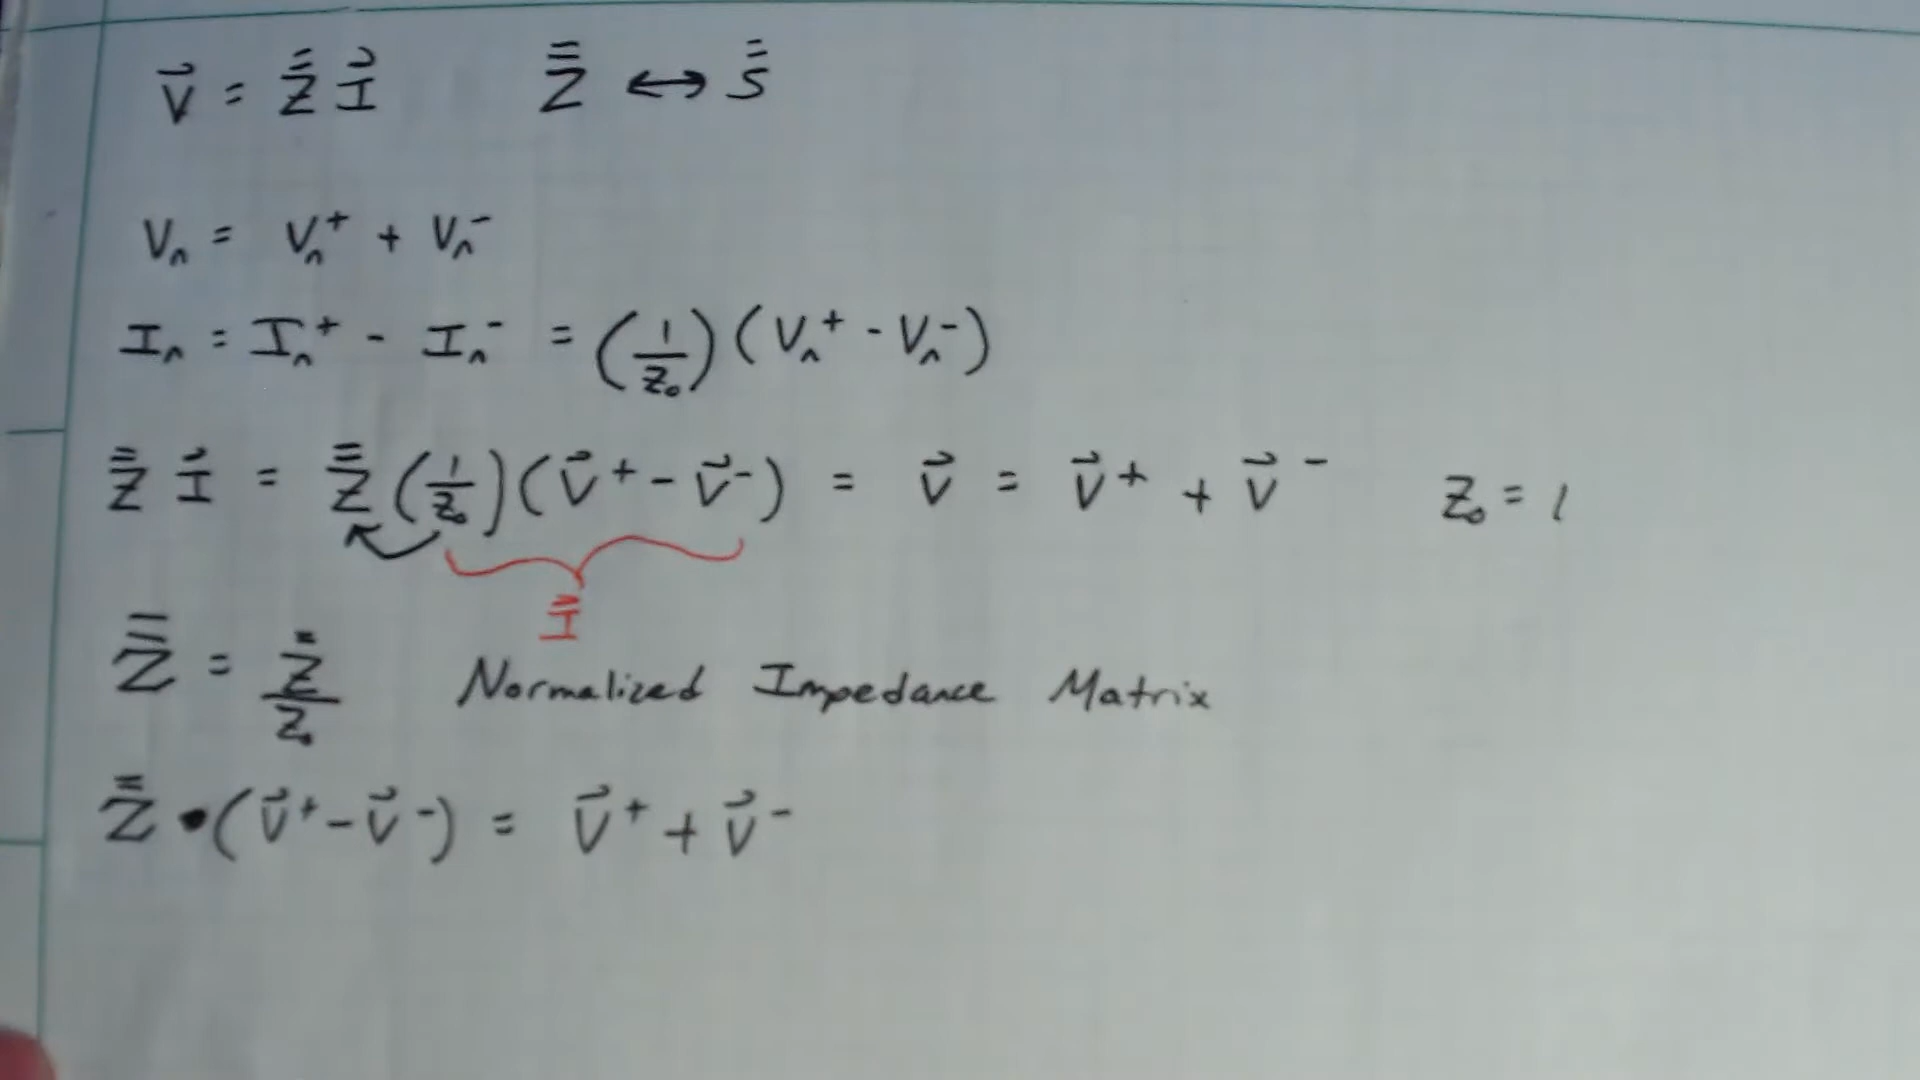 V⃗ = Z̿ I⃗   Z̿ ↔ S̿
Vₙ = Vₙ⁺ + Vₙ⁻
Iₙ = Iₙ⁺ - Iₙ⁻ = (1/Z₀)(Vₙ⁺ - Vₙ⁻)
Z̿ I⃗ = Z̿ (1/Z₀)(V⃗⁺ - V⃗⁻) = V⃗ = V⃗⁺ + V⃗⁻   Z₀ = 1
I⃗
Z̿ = Z̿/Z₀   Normalized Impedance Matrix
Z̿ • (V⃗⁺ - V⃗⁻) = V⃗⁺ + V⃗⁻